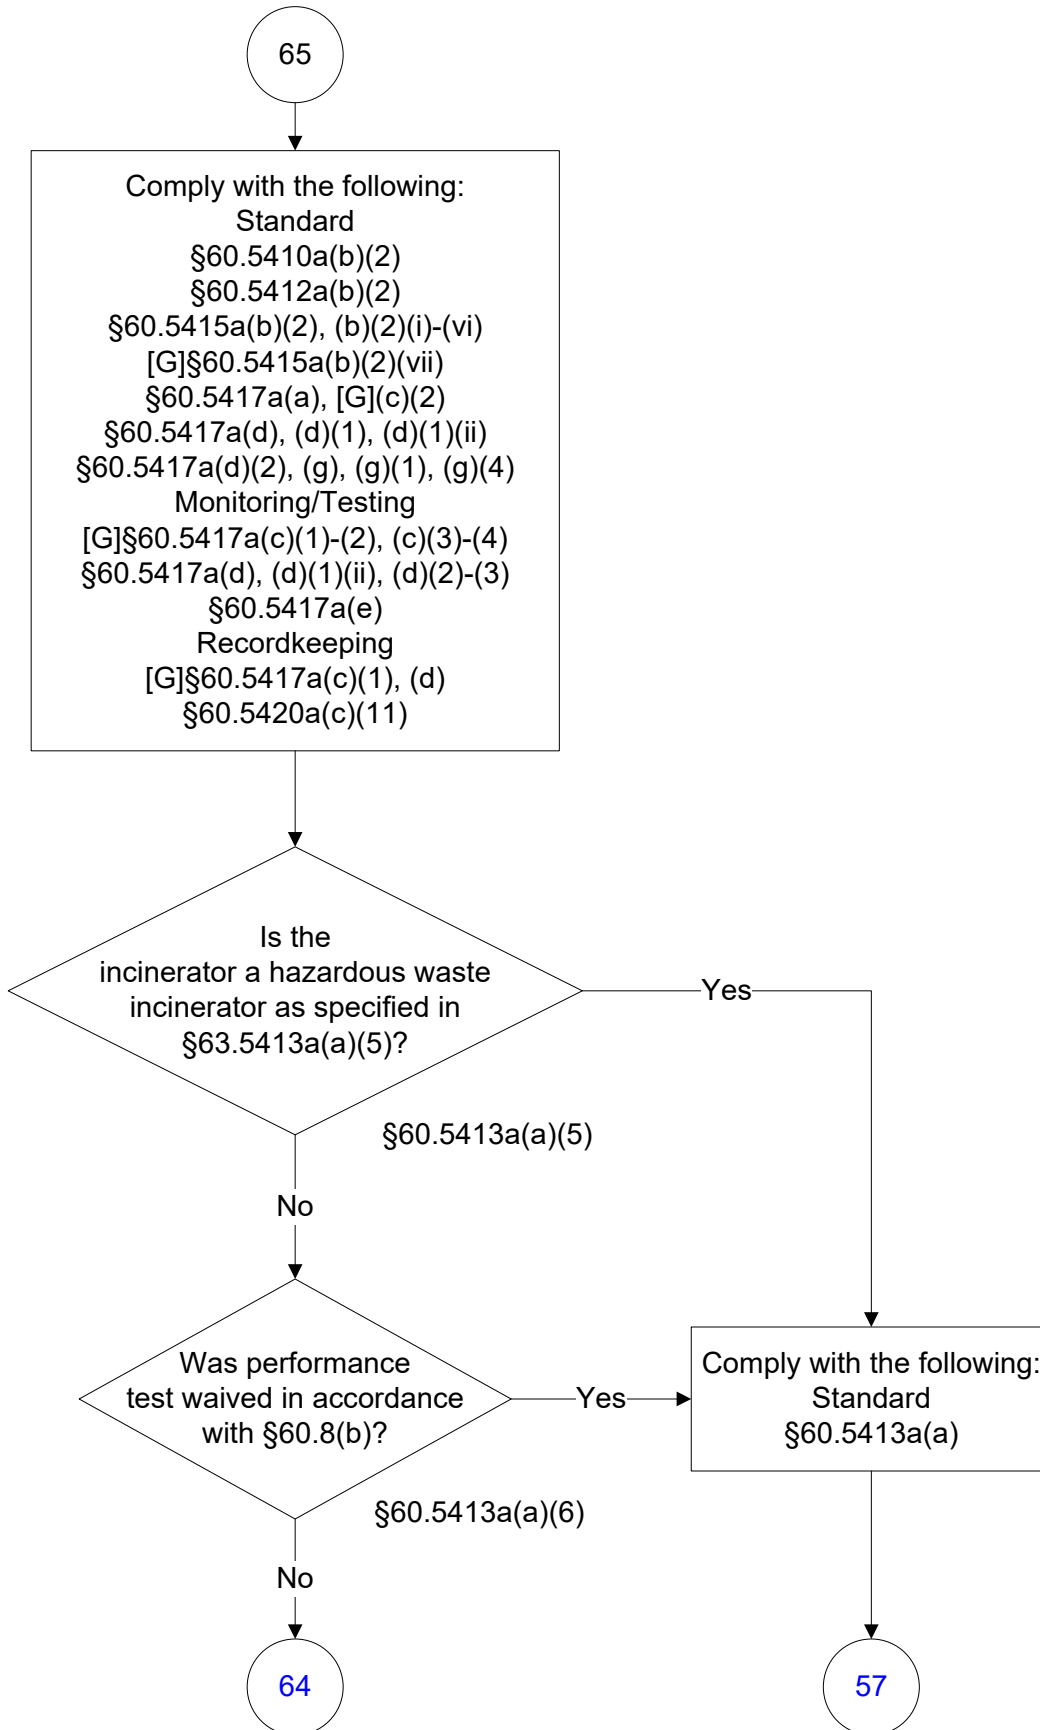 65
Comply with the following:
Standard
§60.5410a(b)(2)
§60.5412a(b)(2)
§60.5415a(b)(2), (b)(2)(i)-(vi)
[G]§60.5415a(b)(2)(vii)
§60.5417a(a), [G](c)(2)
§60.5417a(d), (d)(1), (d)(1)(ii)
§60.5417a(d)(2), (g), (g)(1), (g)(4)
Monitoring/Testing
[G]§60.5417a(c)(1)-(2), (c)(3)-(4)
§60.5417a(d), (d)(1)(ii), (d)(2)-(3)
§60.5417a(e)
Recordkeeping
[G]§60.5417a(c)(1), (d)
§60.5420a(c)(11)
Is the
incinerator a hazardous waste
incinerator as specified in
§63.5413a(a)(5)?
Yes
§60.5413a(a)(5)
No
Was performance
test waived in accordance
with §60.8(b)?
Yes
Comply with the following:
Standard
§60.5413a(a)
§60.5413a(a)(6)
No
64
57